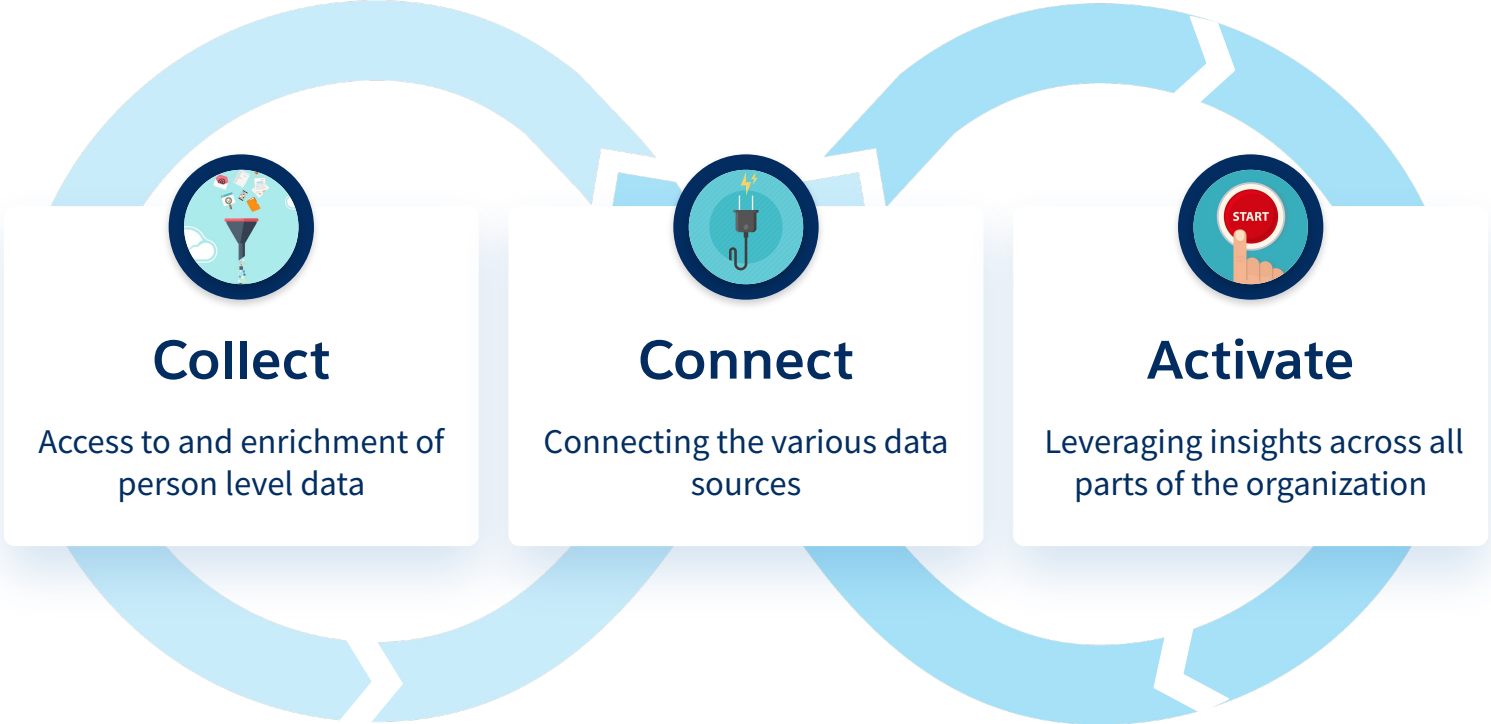 START
Collect
Access to and enrichment of
person level data
Connect
Connecting the various data
sources
Activate
Leveraging insights across all
parts of the organization